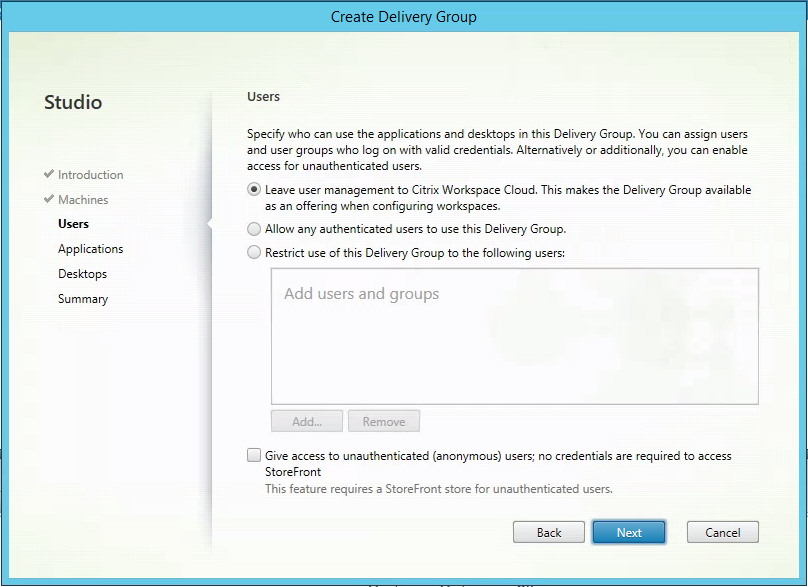 Create Delivery Group
Studio
Introduction
Machines
Users
Applications
Desktops
Summary
Users
Specify who can use the applications and desktops in this Delivery Group. You can assign users
and user groups who log on with valid credentials. Alternatively or additionally, you can enable
access for unauthenticated users.
Leave user management to Citrix Workspace Cloud. This makes the Delivery Group available
as an offering when configuring workspaces.
Allow any authenticated users to use this Delivery Group.
Restrict use of this Delivery Group to the following users:
Add users and groups
Add...
Remove
Give access to unauthenticated (anonymous) users; no credentials are required to access
StoreFront
This feature requires a StoreFront store for unauthenticated users.
Back
Next
Cancel